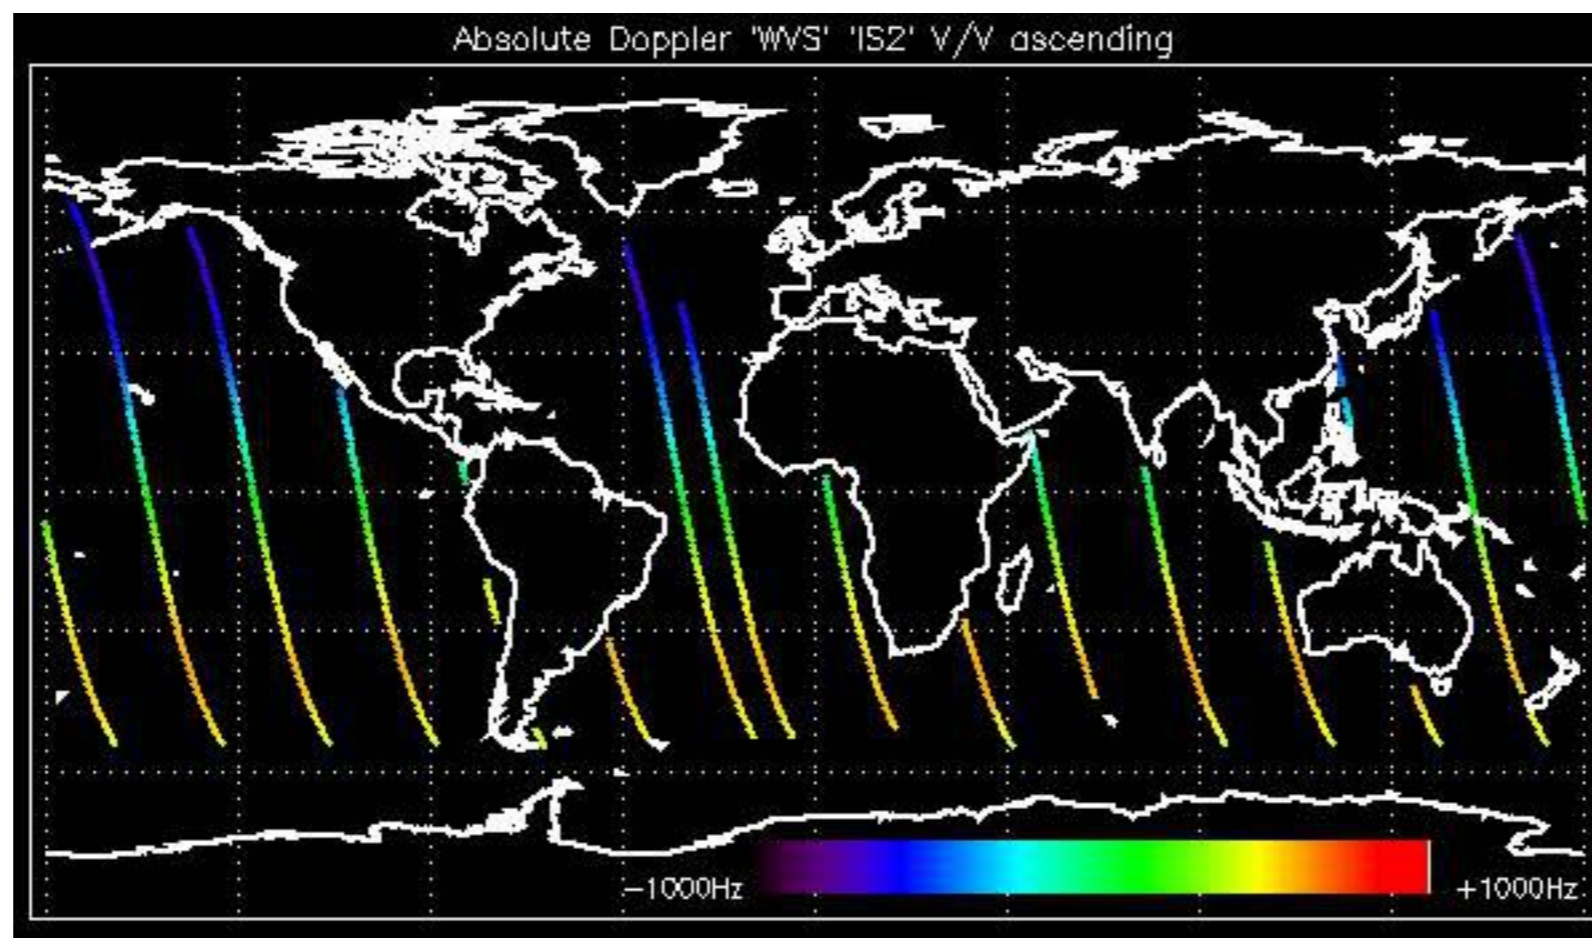 Absolute Doppler 'WVS' 'IS2' V/V ascending
-1000Hz
+1000Hz